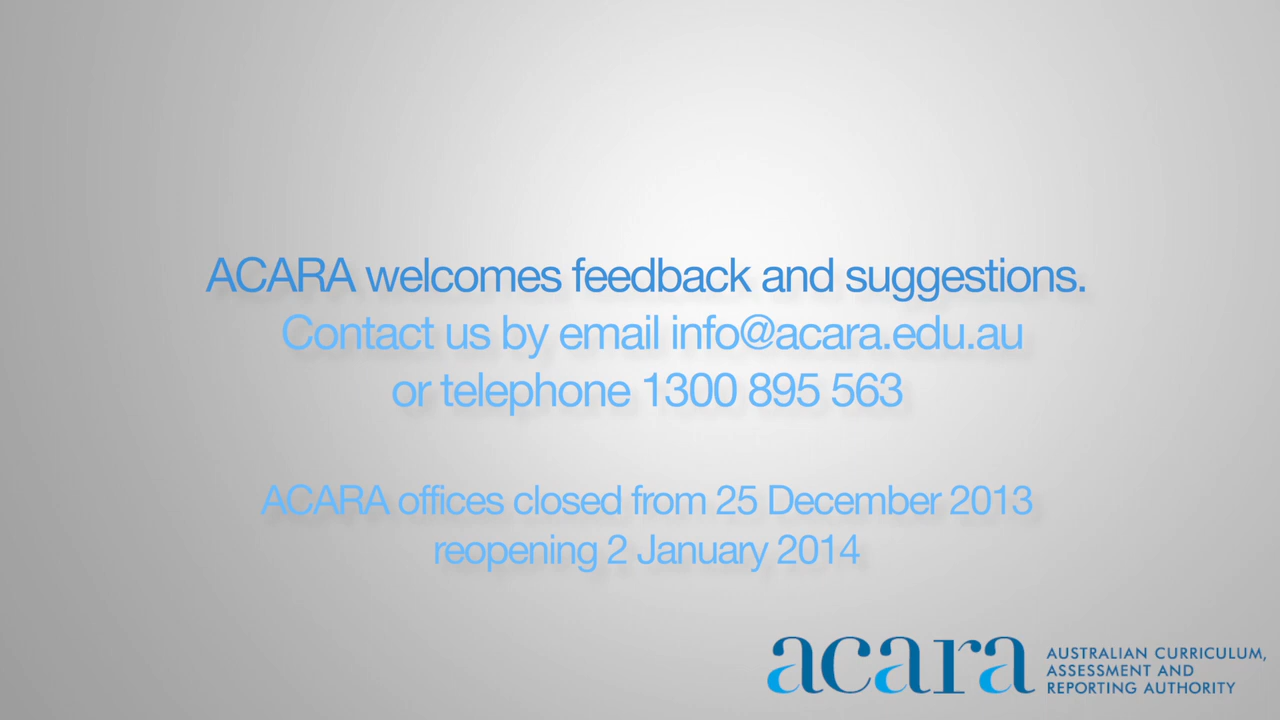 ACARA welcomes feedback and suggestions.
Contact us by email info@acara.edu.au
or telephone 1300 895 563
ACARA offices closed from 25 December 2013
reopening 2 January 2014
acara
AUSTRALIAN CURRICULUM,
ASSESSMENT AND
REPORTING AUTHORITY